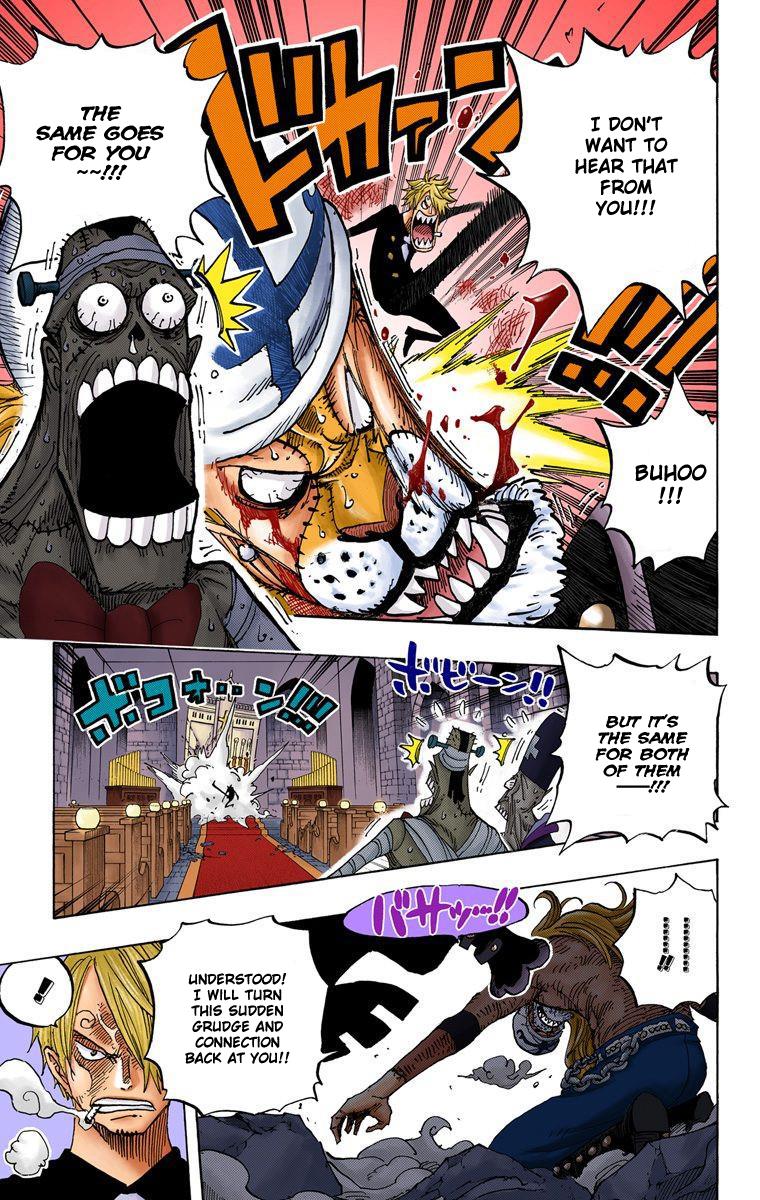 I DON'T
WANT TO
HEAR THAT
FROM
YOU!!!
ドカァン!!!
THE
SAME GOES
FOR YOU
~~!!!
BUHOO
!!!
BUT IT'S
THE SAME
FOR BOTH
OF THEM
——!!!
ボビーン!!
ボコォ‥ン!!!
!!
バサッ…!!
UNDERSTOOD!
I WILL TURN
THIS SUDDEN
GRUDGE AND
CONNECTION
BACK AT YOU!!
!!